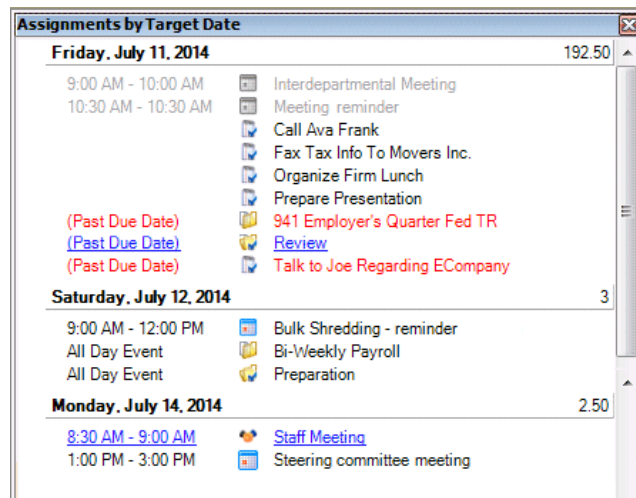 Assignments by Target Date
Friday, July 11, 2014 192.50
9:00 AM - 10:00 AM Interdepartmental Meeting
10:30 AM - 10:30 AM Meeting reminder
Call Ava Frank
Fax Tax Info To Movers Inc.
Organize Firm Lunch
Prepare Presentation
(Past Due Date) 941 Employer's Quarter Fed TR
(Past Due Date) Review
(Past Due Date) Talk to Joe Regarding ECompany
Saturday, July 12, 2014 3
9:00 AM - 12:00 PM Bulk Shredding - reminder
All Day Event Bi-Weekly Payroll
All Day Event Preparation
Monday, July 14, 2014 2.50
8:30 AM - 9:00 AM Staff Meeting
1:00 PM - 3:00 PM Steering committee meeting